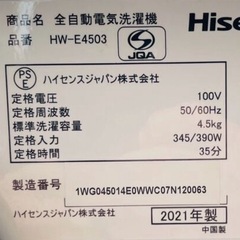 製品名 全自動電気洗濯機
品番 HW-E4503
Hise
JQA
PS
E
ハイセンスジャパン株式会社
定格電圧 100V
定格周波数 50/60Hz
標準洗濯容量 4.5kg
定格入力 345/390W
定格時間 35分
製造番号 1WG045014E0WWC07N120063
ハイセンスジャパン株式会社
2021年製
中国製